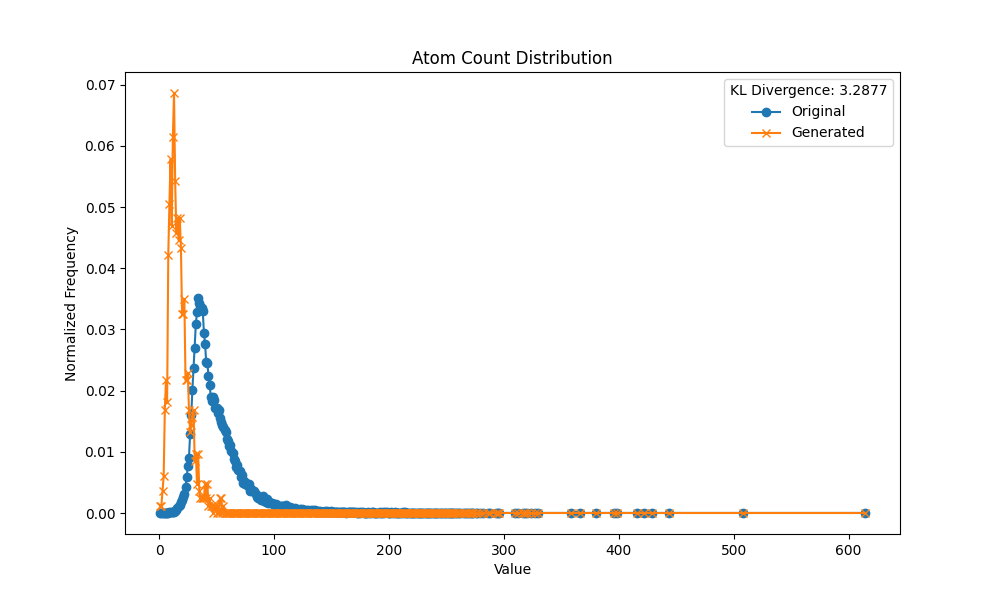 Atom Count Distribution
KL Divergence: 3.2877
Original
Generated
Normalized Frequency
0.07
0.06
0.05
0.04
0.03
0.02
0.01
0.00
0 100 200 300 400 500 600
Value